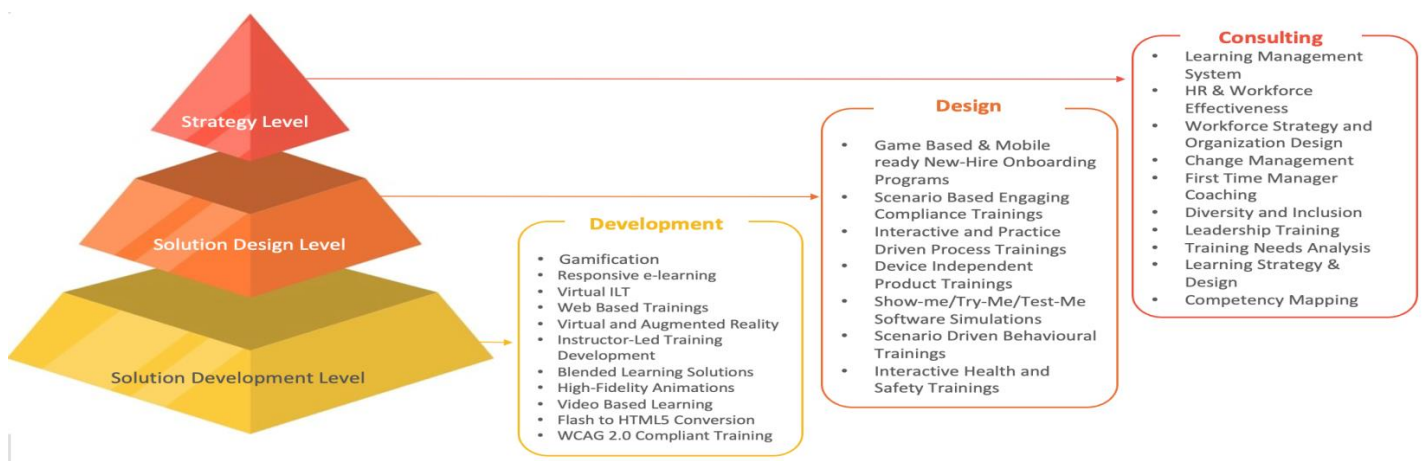 Strategy Level
Solution Design Level
Solution Development Level
Development
• Gamification
• Responsive e-learning
• Virtual ILT
• Web Based Trainings
• Virtual and Augmented Reality
• Instructor-Led Training
Development
• Blended Learning Solutions
• High-Fidelity Animations
• Video Based Learning
• Flash to HTML5 Conversion
• WCAG 2.0 Compliant Training
Design
• Game Based & Mobile
ready New-Hire Onboarding
Programs
• Scenario Based Engaging
Compliance Trainings
• Interactive and Practice
Driven Process Trainings
• Device Independent
Product Trainings
• Show-me/Try-Me/Test-Me
Software Simulations
• Scenario Driven Behavioural
Trainings
• Interactive Health and
Safety Trainings
Consulting
• Learning Management
System
• HR & Workforce
Effectiveness
• Workforce Strategy and
Organization Design
• Change Management
• First Time Manager
Coaching
• Diversity and Inclusion
• Leadership Training
• Training Needs Analysis
• Learning Strategy &
Design
• Competency Mapping